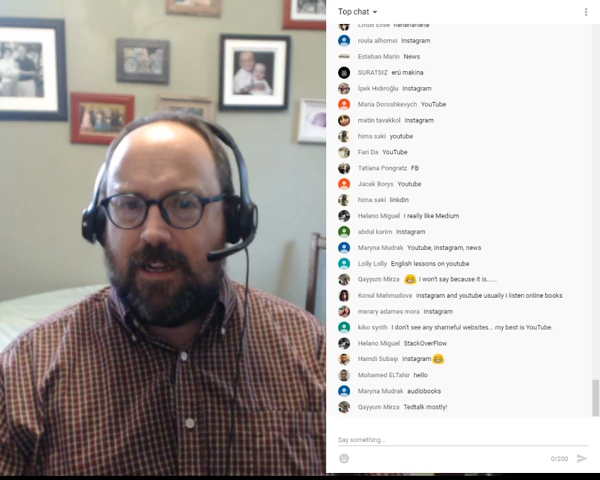 Top chat
Lotus Elise hahahahaha
roula alhomsi Instagram
Esteban Marin News
SURATSIZ erü makina
İpek Hıdıroğlu Instagram
Maria Doroshkevych YouTube
matin tavakkol Instagram
hima saki youtube
Fari Da YouTube
Tatiana Pongratz FB
Jacek Borys Youtube
hima saki linkdin
Helano Miguel I really like Medium
abdul karim Instagram
Maryna Mudrak Youtube, Instagram, news
Lolly Lolly English lessons on youtube
Qayyum Mirza 😂 I won't say because it is......
Konul Mahmudova instagram and youtube usually i listen online books
merary adames mora Instagram
kiko synth I don't see any shameful websites... my best is YouTube.
Helano Miguel StackOverFlow
Hamdi Subaşı instagram😂
Mohamed ELTahir hello
Maryna Mudrak audiobooks
Qayyum Mirza Tedtalk mostly!
Say something...
0/200